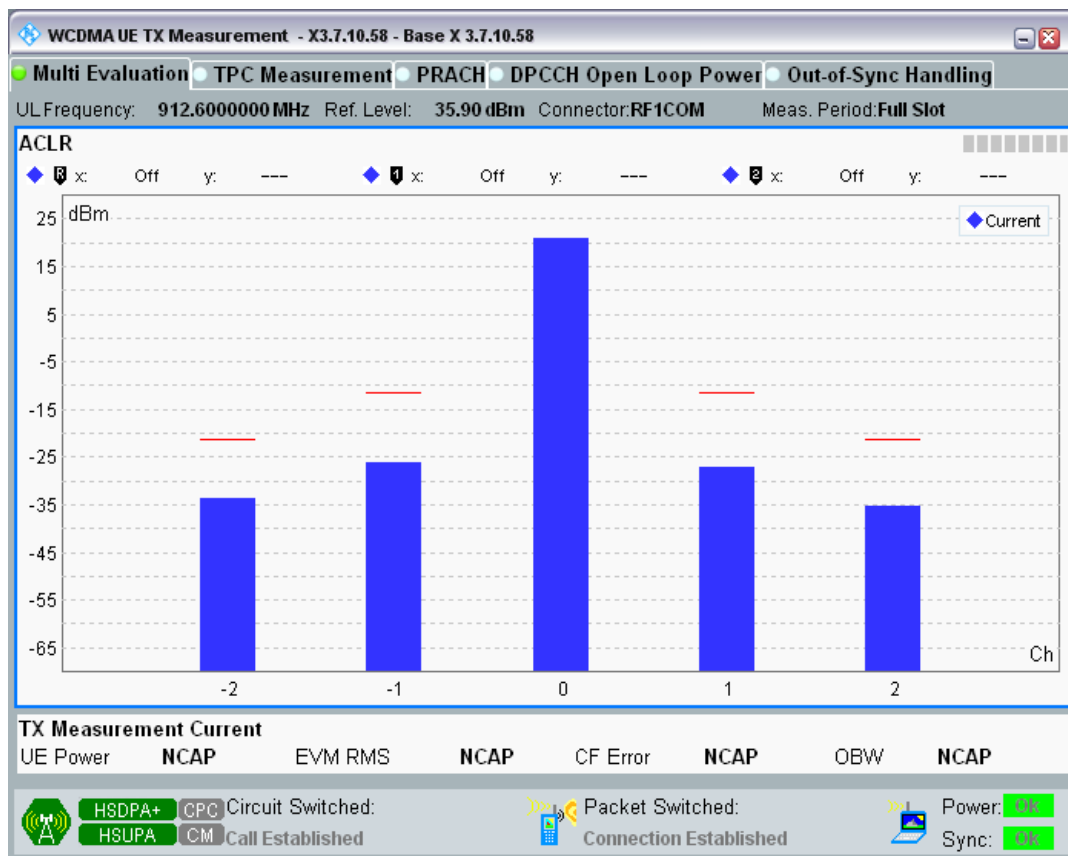 WCDMA UE TX Measurement - X3.7.10.58 - Base X 3.7.10.58
Multi Evaluation TPC Measurement PRACH DPCCH Open Loop Power Out-of-Sync Handling
UL Frequency: 912.6000000 MHz Ref. Level: 35.90 dBm Connector:RF1COM Meas. Period:Full Slot
ACLR
R x: Off y: --- 1 x: Off y: --- 2 x: Off y: ---
dBm
Current
25
15
5
-5
-15
-25
-35
-45
-55
-65
Ch
-2 -1 0 1 2
TX Measurement Current
UE Power NCAP EVM RMS NCAP CF Error NCAP OBW NCAP
HSDPA+ CPC Circuit Switched: Packet Switched: Power: OK
HSUPA CM Call Established Connection Established Sync: OK